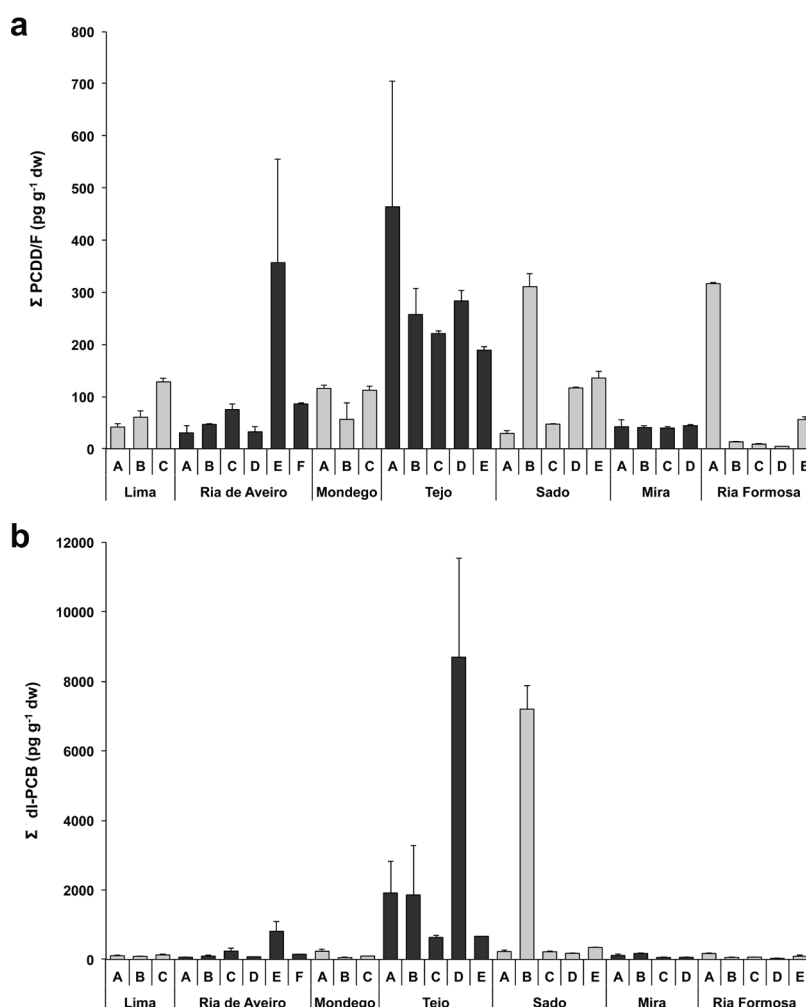 a
Σ PCDD/F (pg g⁻¹ dw)
800
700
600
500
400
300
200
100
0
A B C A B C D E F A B C A B C D E A B C D E A B C D A B C D E
Lima Ria de Aveiro Mondego Tejo Sado Mira Ria Formosa
b
Σ dl-PCB (pg g⁻¹ dw)
12000
10000
8000
6000
4000
2000
0
A B C A B C D E F A B C A B C D E A B C D E A B C D A B C D E
Lima Ria de Aveiro Mondego Tejo Sado Mira Ria Formosa